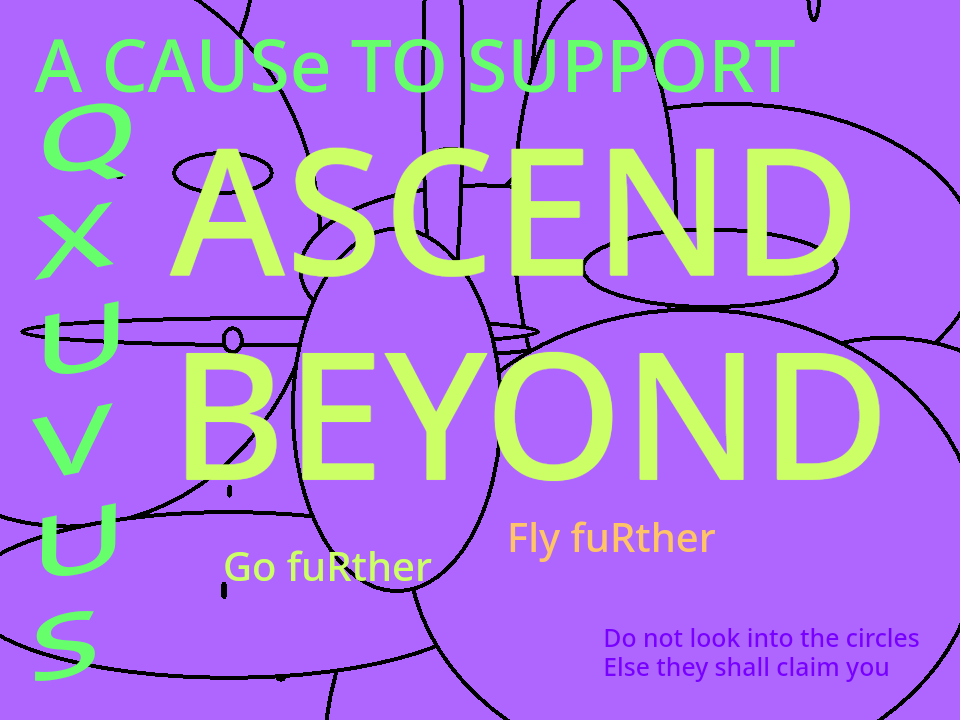 A CAUSe TO SUPPORT
QxUVUS
ASCEND
BEYOND
Fly fuRther
Go fuRther
Do not look into the circles
Else they shall claim you